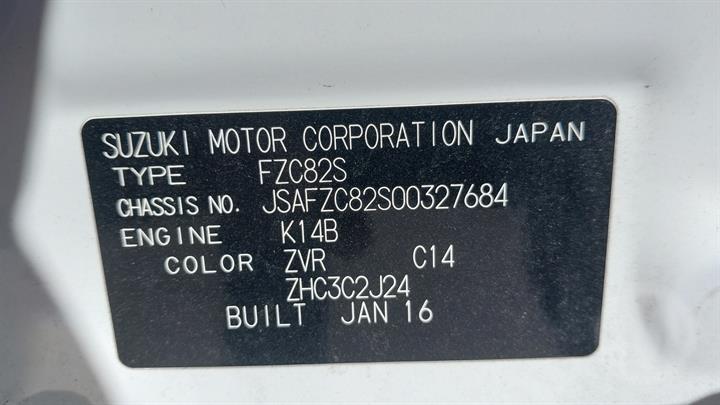 SUZUKI MOTOR CORPORATION JAPAN
TYPE FZC82S
CHASSIS NO. JSAFZC82S00327684
ENGINE K14B
COLOR ZVR C14
ZHC3C2J24
BUILT JAN 16